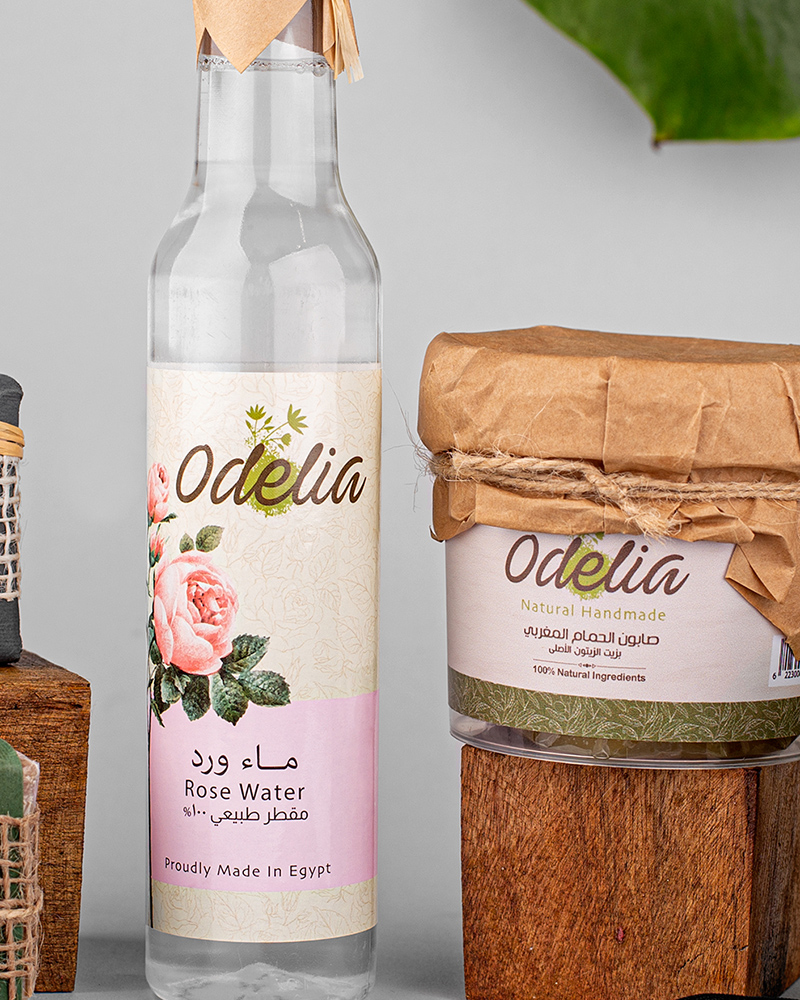 Odelia
ماء ورد
Rose Water
مقطر طبيعي ١٠٠%
Proudly Made In Egypt
Odelia
Natural Handmade
صابون الحمام المغربي
بزيت الزيتون الأصلى
100% Natural Ingredients